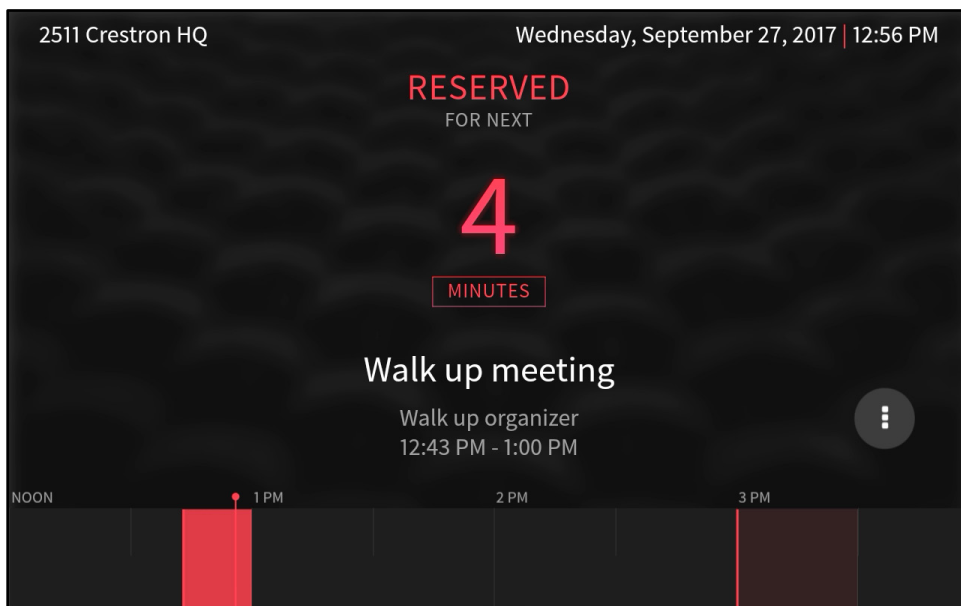 2511 Crestron HQ
Wednesday, September 27, 2017 | 12:56 PM
RESERVED
FOR NEXT
4
MINUTES
Walk up meeting
Walk up organizer
12:43 PM - 1:00 PM
NOON 1 PM 2 PM 3 PM